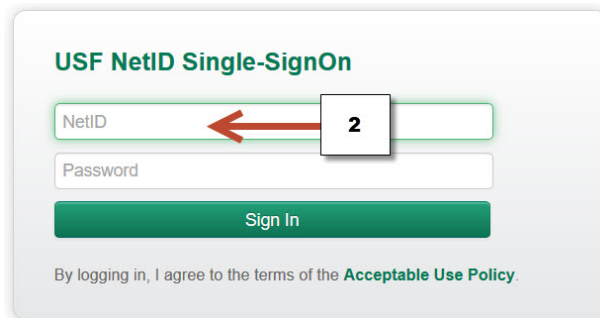 USF NetID Single-SignOn
NetID
2
Password
Sign In
By logging in, I agree to the terms of the Acceptable Use Policy.